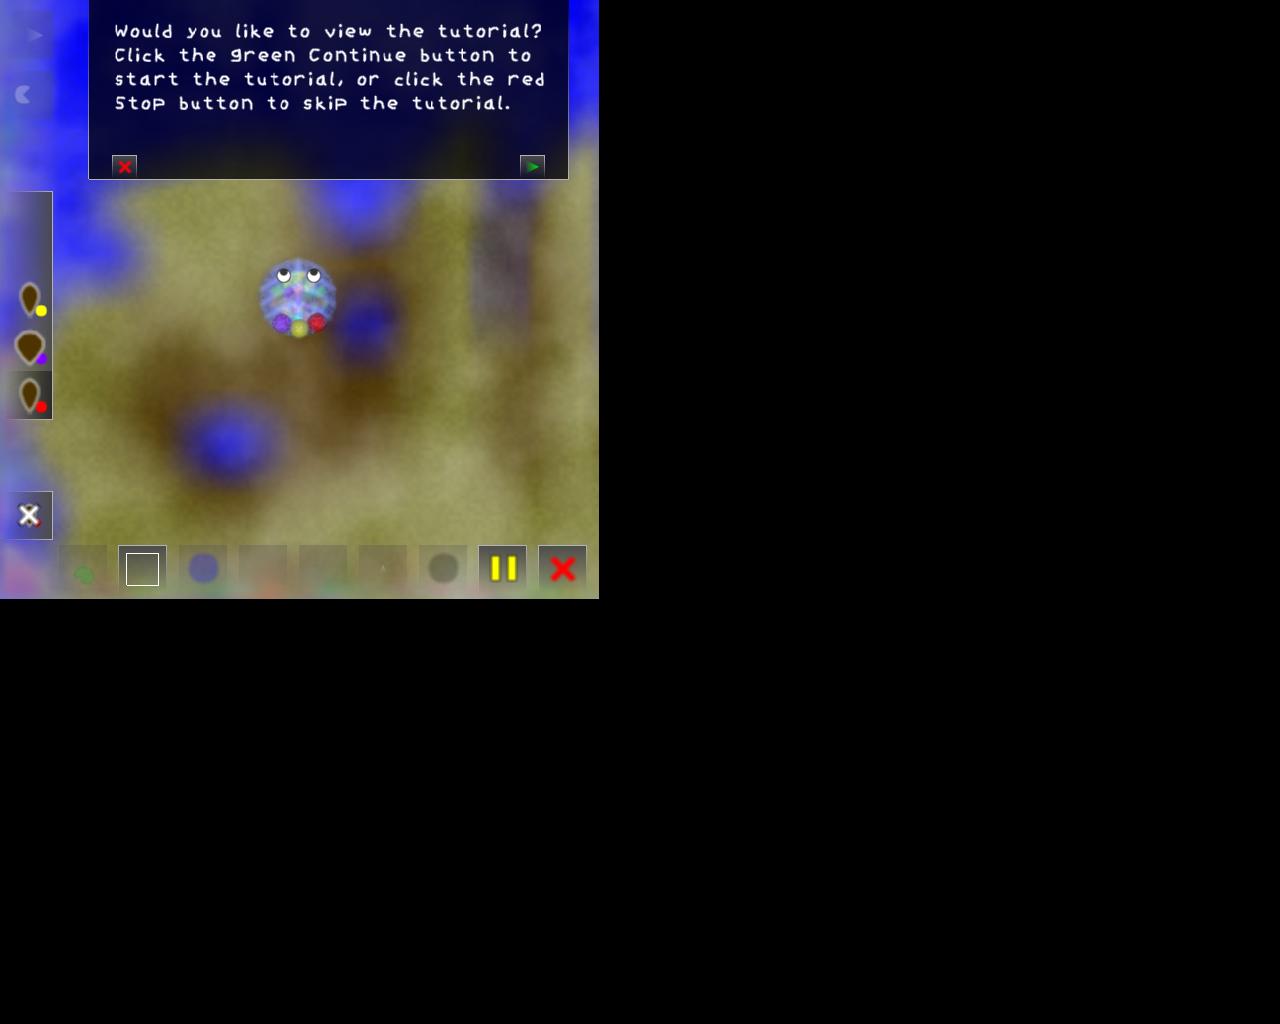 Would you like to view the tutorial?
Click the green Continue button to
start the tutorial, or click the red
Stop button to skip the tutorial.